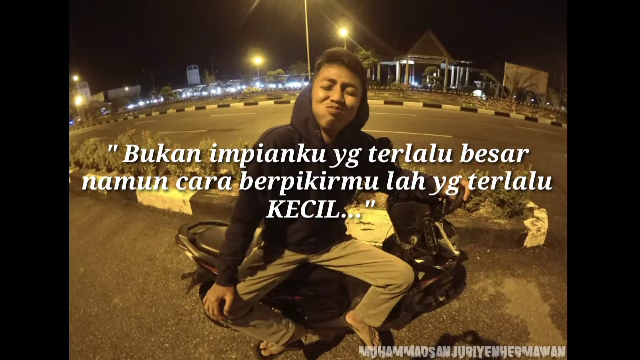 " Bukan impianku yg terlalu besar
namun cara berpikirmu lah yg terlalu
KECIL..."
MUHAMMADSANJURIYENHERMAWAN